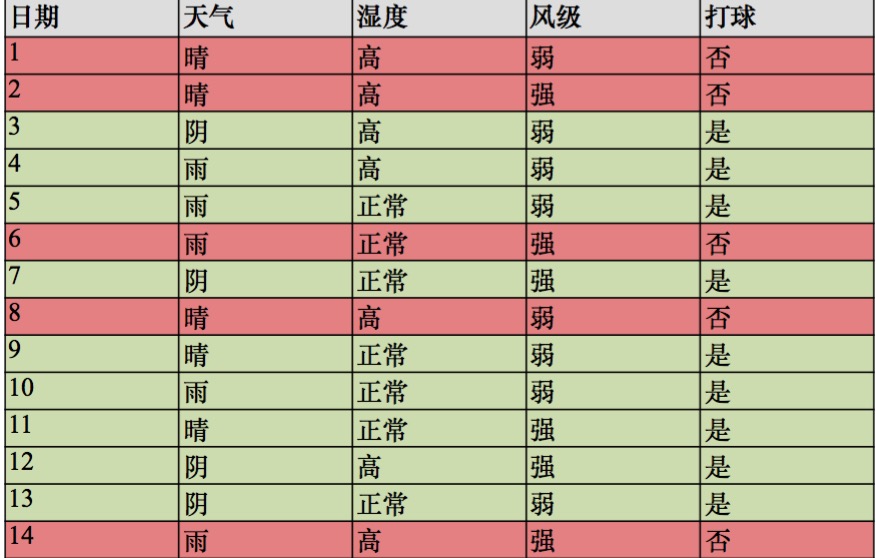 日期 天气 湿度 风级 打球
1 晴 高 弱 否
2 晴 高 强 否
3 阴 高 弱 是
4 雨 高 弱 是
5 雨 正常 弱 是
6 雨 正常 强 否
7 阴 正常 强 是
8 晴 高 弱 否
9 晴 正常 弱 是
10 雨 正常 弱 是
11 晴 正常 强 是
12 阴 高 强 是
13 阴 正常 弱 是
14 雨 高 强 否